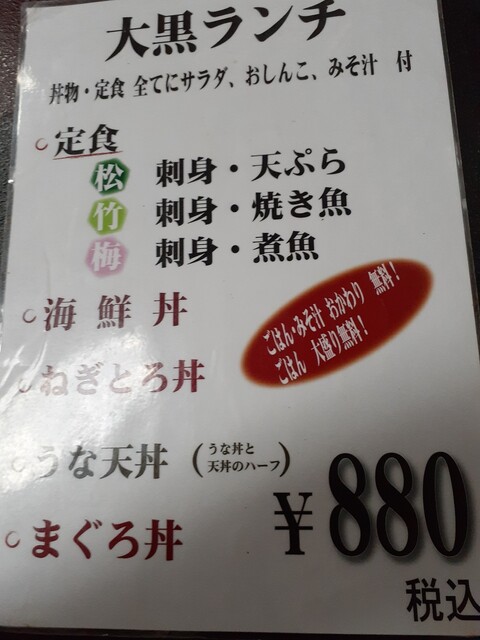 大黒ランチ
丼物・定食 全てにサラダ、おしんこ、みそ汁 付
定食
松 刺身・天ぷら
竹 刺身・焼き魚
梅 刺身・煮魚
海鮮丼
ごはん・みそ汁 おかわり 無料!
ごはん 大盛り無料!
ねぎとろ丼
うな天丼 (うな丼と
天丼のハーフ)
まぐろ丼
¥880
税込